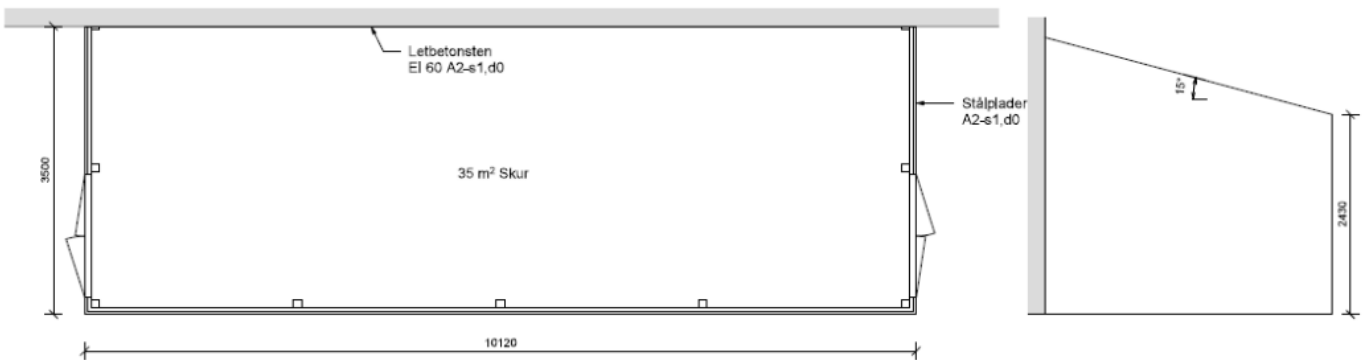 Letbetonsten
EI 60 A2-s1,d0
Stålplader
A2-s1,d0
15°
3500
35 m² Skur
2430
10120